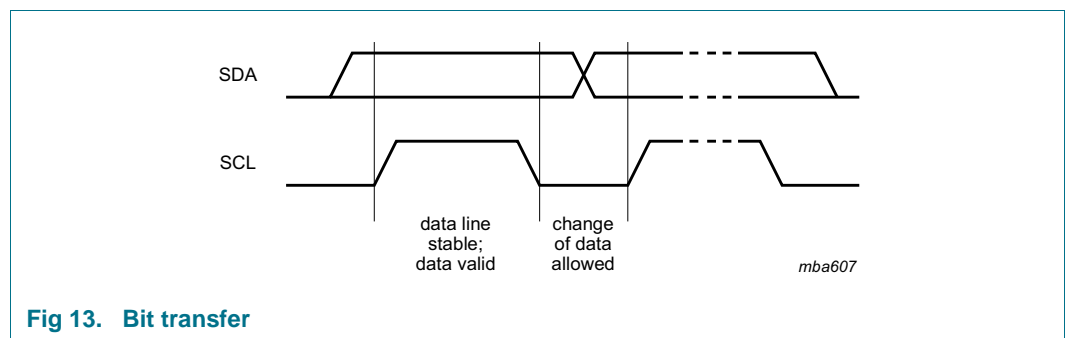 SDA
SCL
data line
stable;
data valid
change
of data
allowed
mba607
Fig 13. Bit transfer